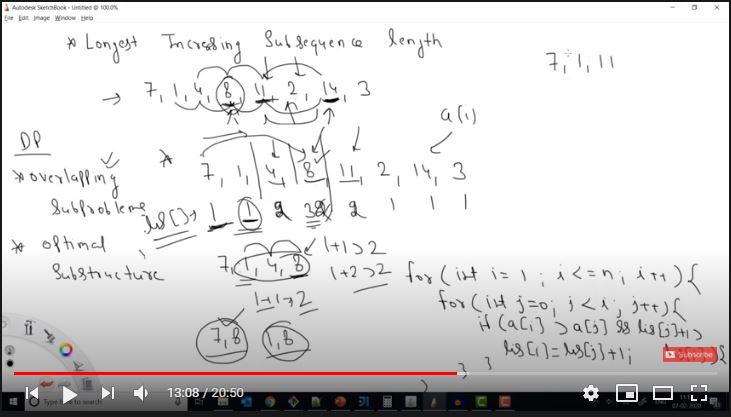 Autodesk SketchBook - Untitled @ 100.0%
File Edit Image Window Help
* Longest Increasing Subsequence length
7, 1, 11
→ 7, 1, 4, 8, 11, 2, 14, 3
a(i)
DP
* overlapping
Subproblems
* 7, 1, 4, 8, 11, 2, 14, 3
lis[]→ 1 1 2 3 2 1 1 1
* optimal
Substructure
7, 1, 4, 8
1+1>2
1+2>2
1+1→2
7,8 1,8
for (int i = 1 ; i <= n ; i++) {
for (int j=0; j < i ; j++){
if (a[i] > a[j] && lis[j]+1 >
lis[i] = lis[j]+1;
}
}
}
Subscribe
13:08 / 20:50
Type here to search
07-02-2020